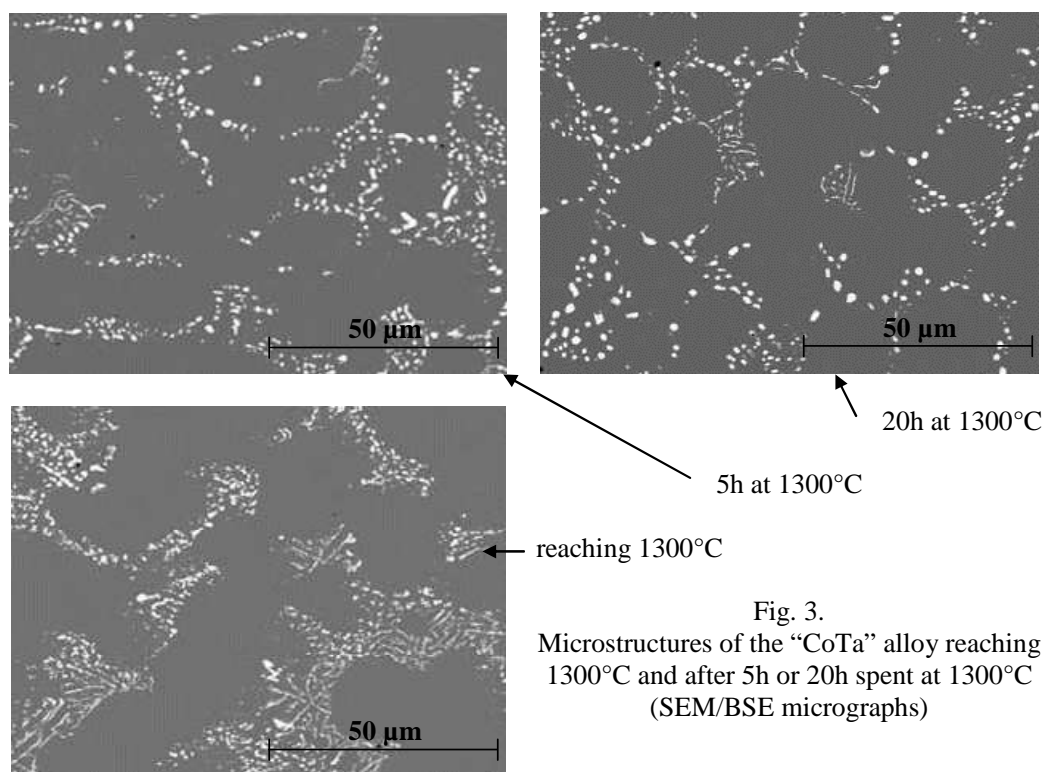 50 µm
50 µm
20h at 1300°C
5h at 1300°C
reaching 1300°C
Fig. 3.
Microstructures of the “CoTa” alloy reaching
1300°C and after 5h or 20h spent at 1300°C
(SEM/BSE micrographs)
50 µm